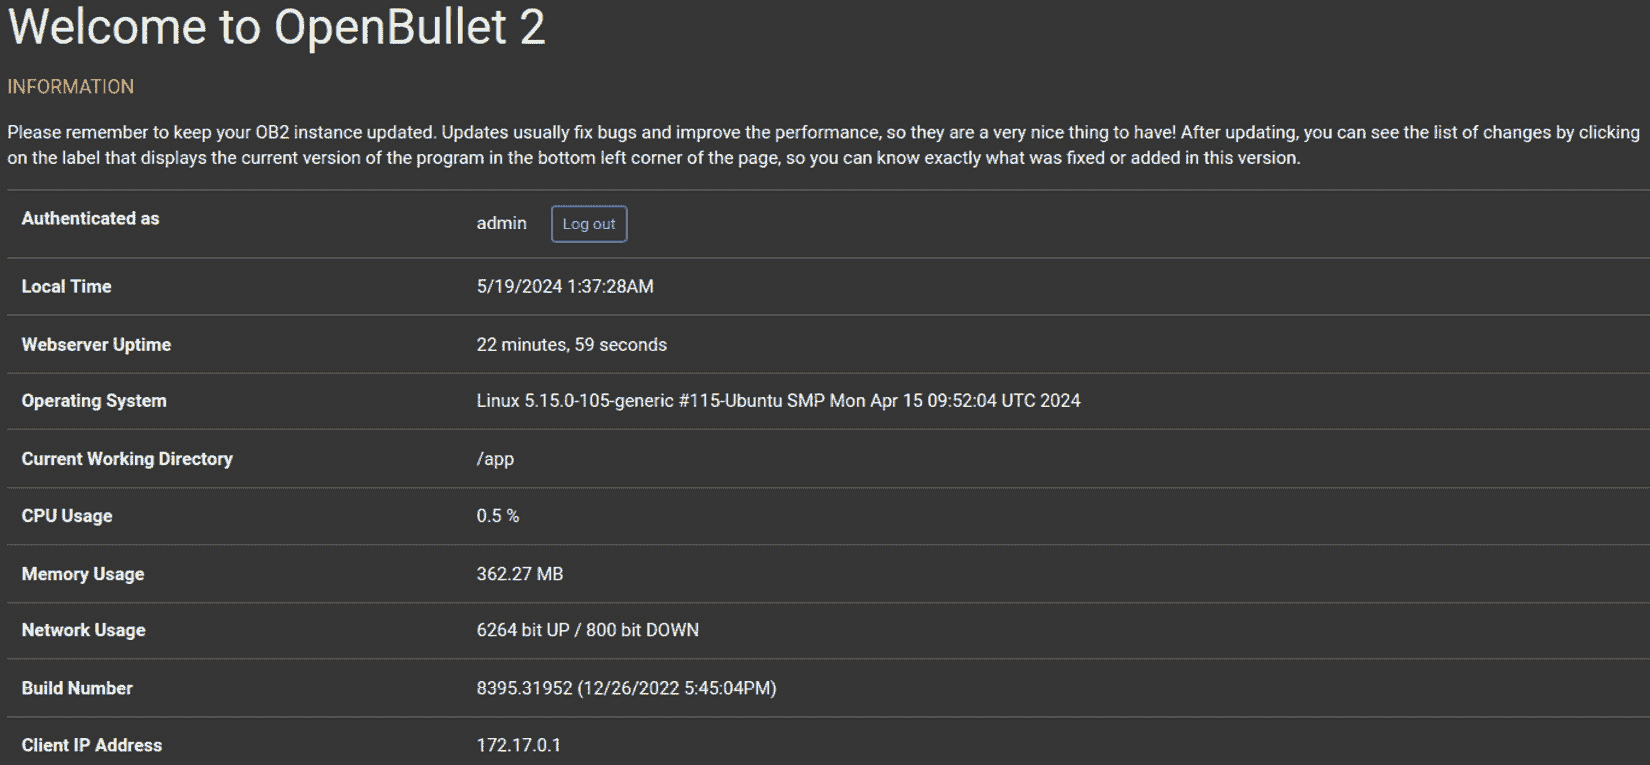 Welcome to OpenBullet 2
INFORMATION
Please remember to keep your OB2 instance updated. Updates usually fix bugs and improve the performance, so they are a very nice thing to have! After updating, you can see the list of changes by clicking
on the label that displays the current version of the program in the bottom left corner of the page, so you can know exactly what was fixed or added in this version.
Authenticated as admin Log out
Local Time 5/19/2024 1:37:28AM
Webserver Uptime 22 minutes, 59 seconds
Operating System Linux 5.15.0-105-generic #115-Ubuntu SMP Mon Apr 15 09:52:04 UTC 2024
Current Working Directory /app
CPU Usage 0.5 %
Memory Usage 362.27 MB
Network Usage 6264 bit UP / 800 bit DOWN
Build Number 8395.31952 (12/26/2022 5:45:04PM)
Client IP Address 172.17.0.1